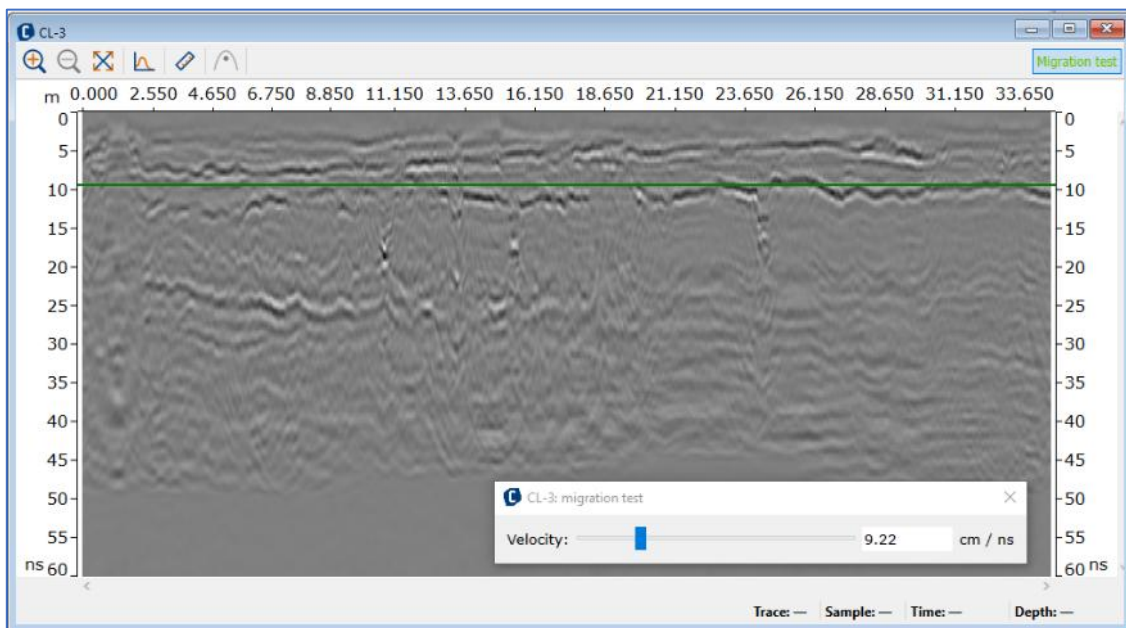 CL-3
Migration test
m 0.000 2.550 4.650 6.750 8.850 11.150 13.650 16.150 18.650 21.150 23.650 26.150 28.650 31.150 33.650
0 0
5 5
10 10
15 15
20 20
25 25
30 30
35 35
40 40
45 45
50 50
CL-3: migration test
55 Velocity: 9.22 cm / ns 55
ns 60 60 ns
Trace: — Sample: — Time: — Depth: —